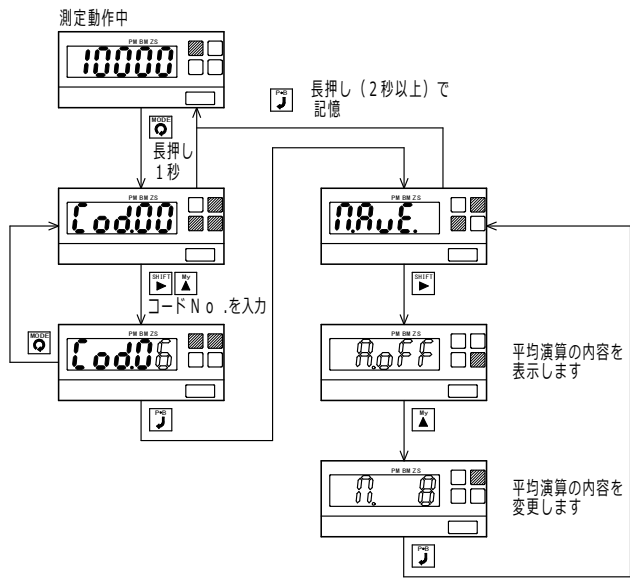 測定動作中
PM BM ZS
10000
P•B
長押し（２秒以上）で
記憶
MODE
長押し
１秒
PM BM ZS
Cod.00
PM BM ZS
n.AvE.
SHIFT
My
コードＮｏ.を入力
SHIFT
MODE
PM BM ZS
Cod.06
PM BM ZS
A.oFF
平均演算の内容を
表示します
P•B
My
PM BM ZS
n. 8
平均演算の内容を
変更します
P•B